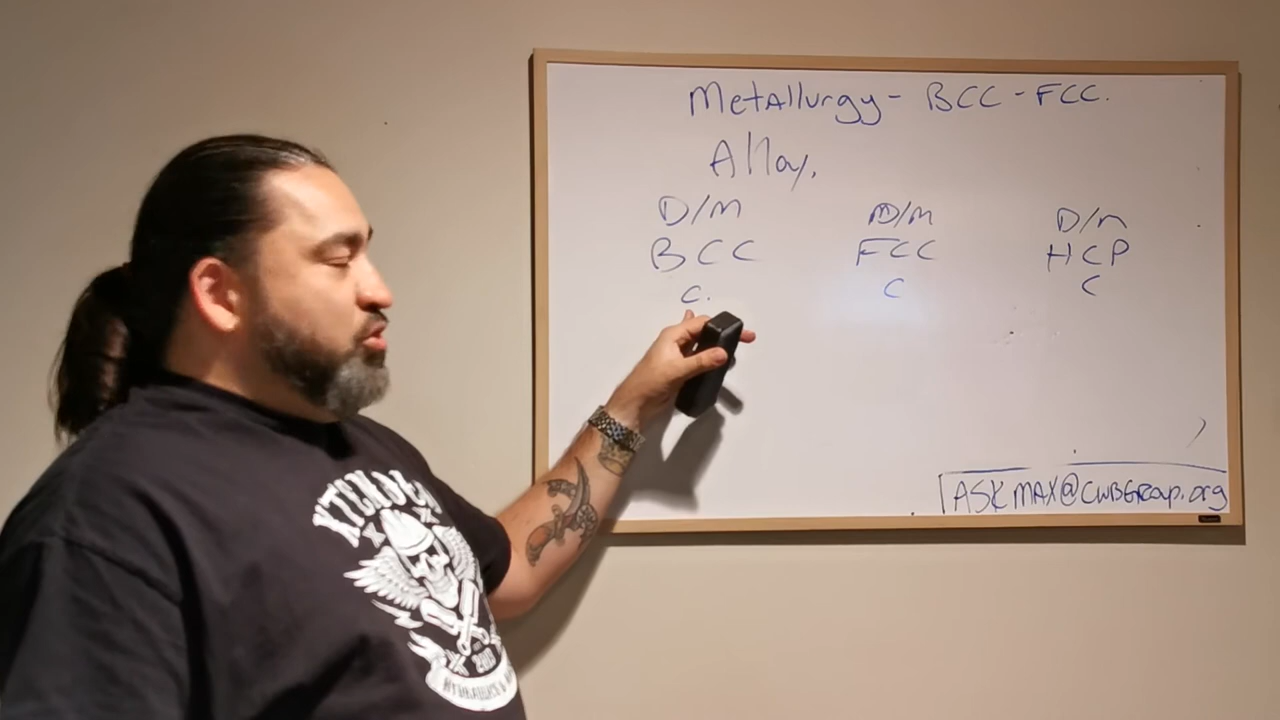 Metallurgy - BCC - FCC.
Alloy.
D/M D/M D/M
BCC FCC HCP
C. C C
ASKMAX@CWBGroup.org